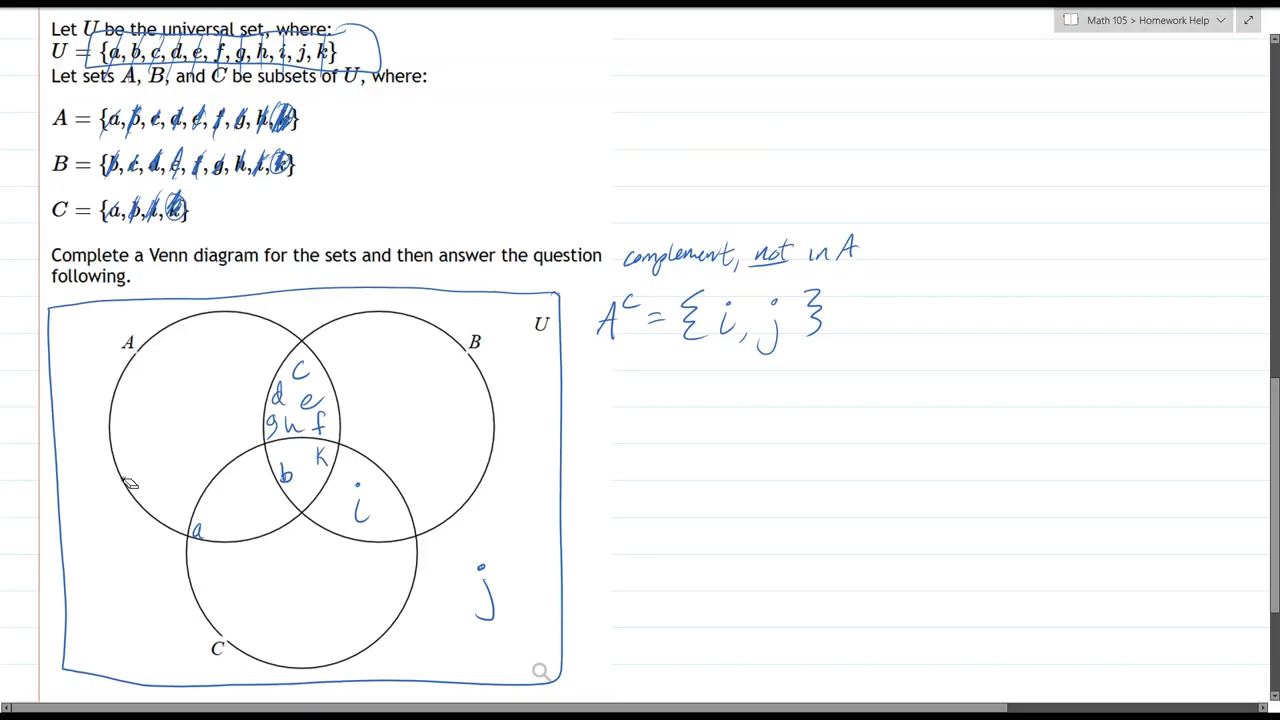 Let U be the universal set, where:
Math 105 > Homework Help
U = {a, b, c, d, e, f, g, h, i, j, k}
Let sets A, B, and C be subsets of U, where:
A = {a, b, c, d, e, f, g, h, k}
B = {b, c, d, e, f, g, h, i, k}
C = {a, b, i, k}
Complete a Venn diagram for the sets and then answer the question
following.
complement, not in A
A^C = { i, j }
U
A
B
c
d e
g h f
k
b
i
a
j
C